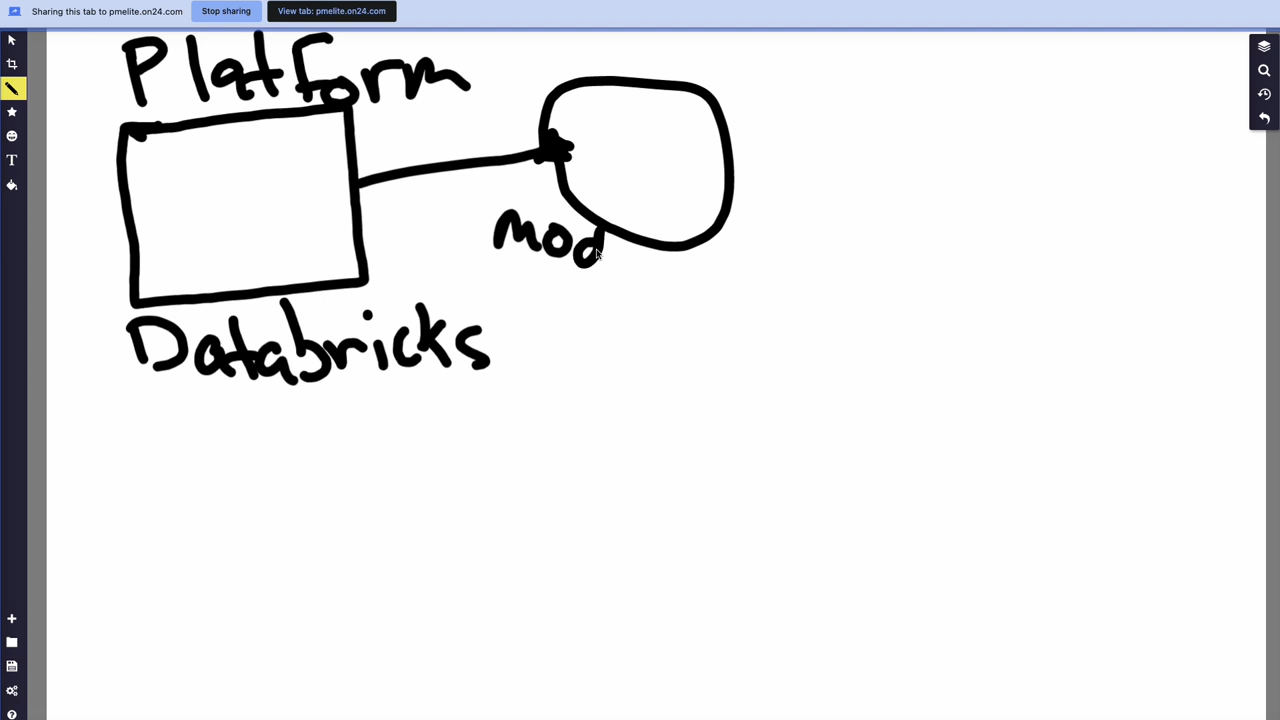 Sharing this tab to pmelite.on24.com Stop sharing View tab: pmelite.on24.com
Platform
mod
Databricks